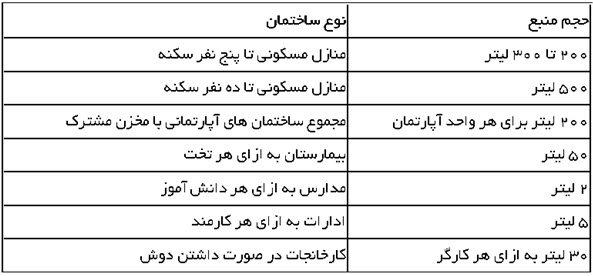 نوع ساختمان	حجم منبع
منازل مسکونی تا پنج نفر سکنه	۲۰۰ تا ۳۰۰ لیتر
منازل مسکونی تا ده نفر سکنه	۵۰۰ لیتر
مجموع ساختمان های آپارتمانی با مخزن مشترک	۲۰۰ لیتر برای هر واحد آپارتمان
بیمارستان به ازای هر تخت	۵۰ لیتر
مدارس به ازای هر دانش آموز	۲ لیتر
ادارات به ازای هر کارمند	۵ لیتر
کارخانجات در صورت داشتن دوش	۳۰ لیتر به ازای هر کارگر